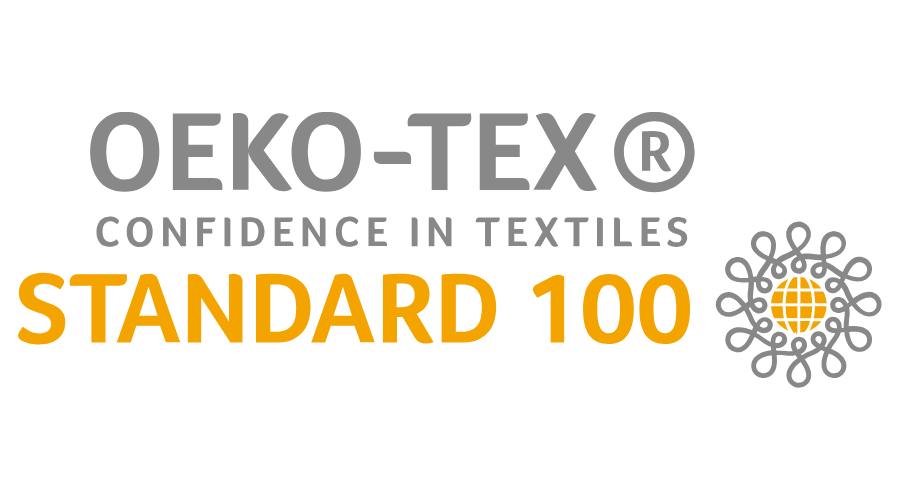 OEKO-TEX®
CONFIDENCE IN TEXTILES
STANDARD 100